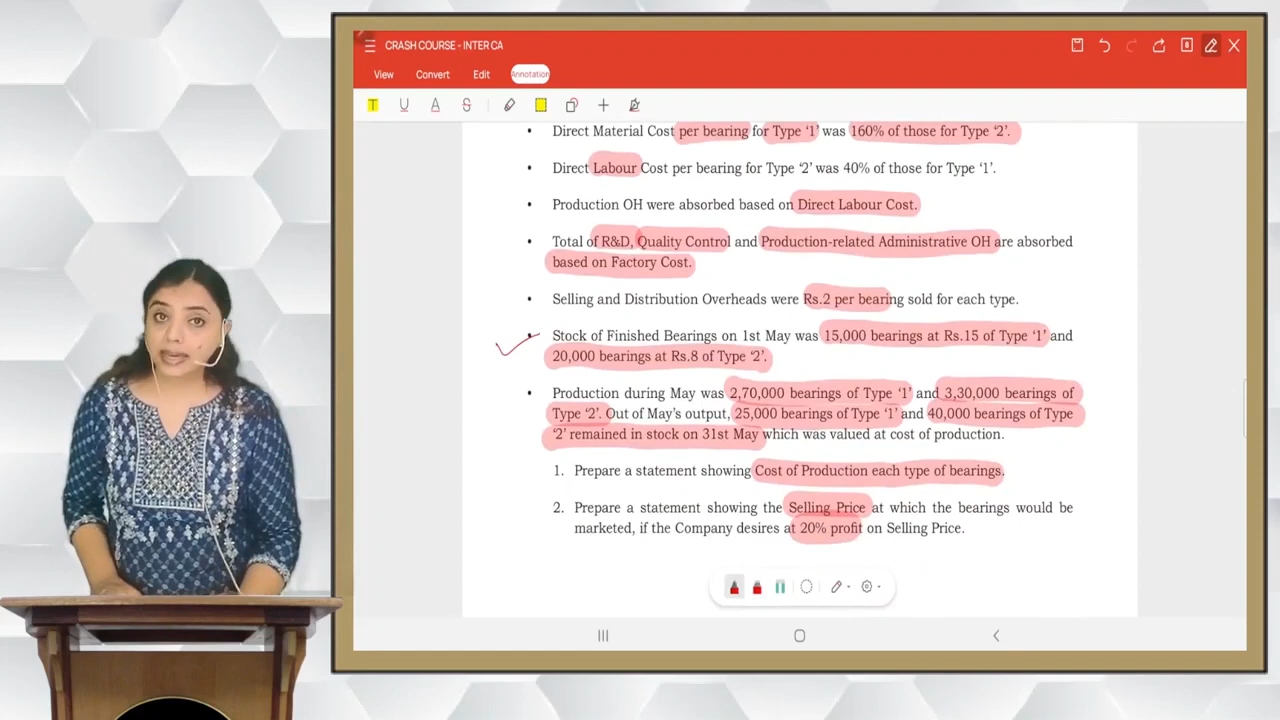 CRASH COURSE - INTER CA
View Convert Edit Annotation
Direct Material Cost per bearing for Type ‘1’ was 160% of those for Type ‘2’.
Direct Labour Cost per bearing for Type ‘2’ was 40% of those for Type ‘1’.
Production OH were absorbed based on Direct Labour Cost.
Total of R&D, Quality Control and Production-related Administrative OH are absorbed
based on Factory Cost.
Selling and Distribution Overheads were Rs.2 per bearing sold for each type.
Stock of Finished Bearings on 1st May was 15,000 bearings at Rs.15 of Type ‘1’ and
20,000 bearings at Rs.8 of Type ‘2’.
Production during May was 2,70,000 bearings of Type ‘1’ and 3,30,000 bearings of
Type ‘2’. Out of May’s output, 25,000 bearings of Type ‘1’ and 40,000 bearings of Type
‘2’ remained in stock on 31st May which was valued at cost of production.
1. Prepare a statement showing Cost of Production each type of bearings.
2. Prepare a statement showing the Selling Price at which the bearings would be
marketed, if the Company desires at 20% profit on Selling Price.